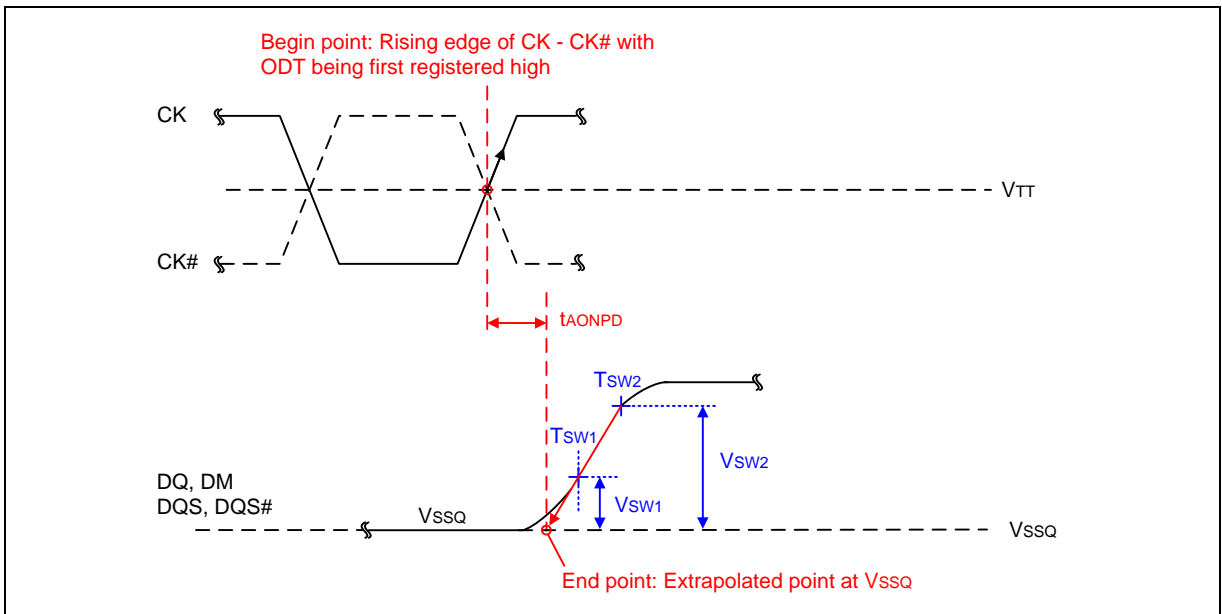 Begin point: Rising edge of CK - CK# with
ODT being first registered high
CK
VTT
CK#
tAONPD
TSW2
TSW1
VSW2
DQ, DM
DQS, DQS#
VSSQ
VSW1
VSSQ
End point: Extrapolated point at VSSQ